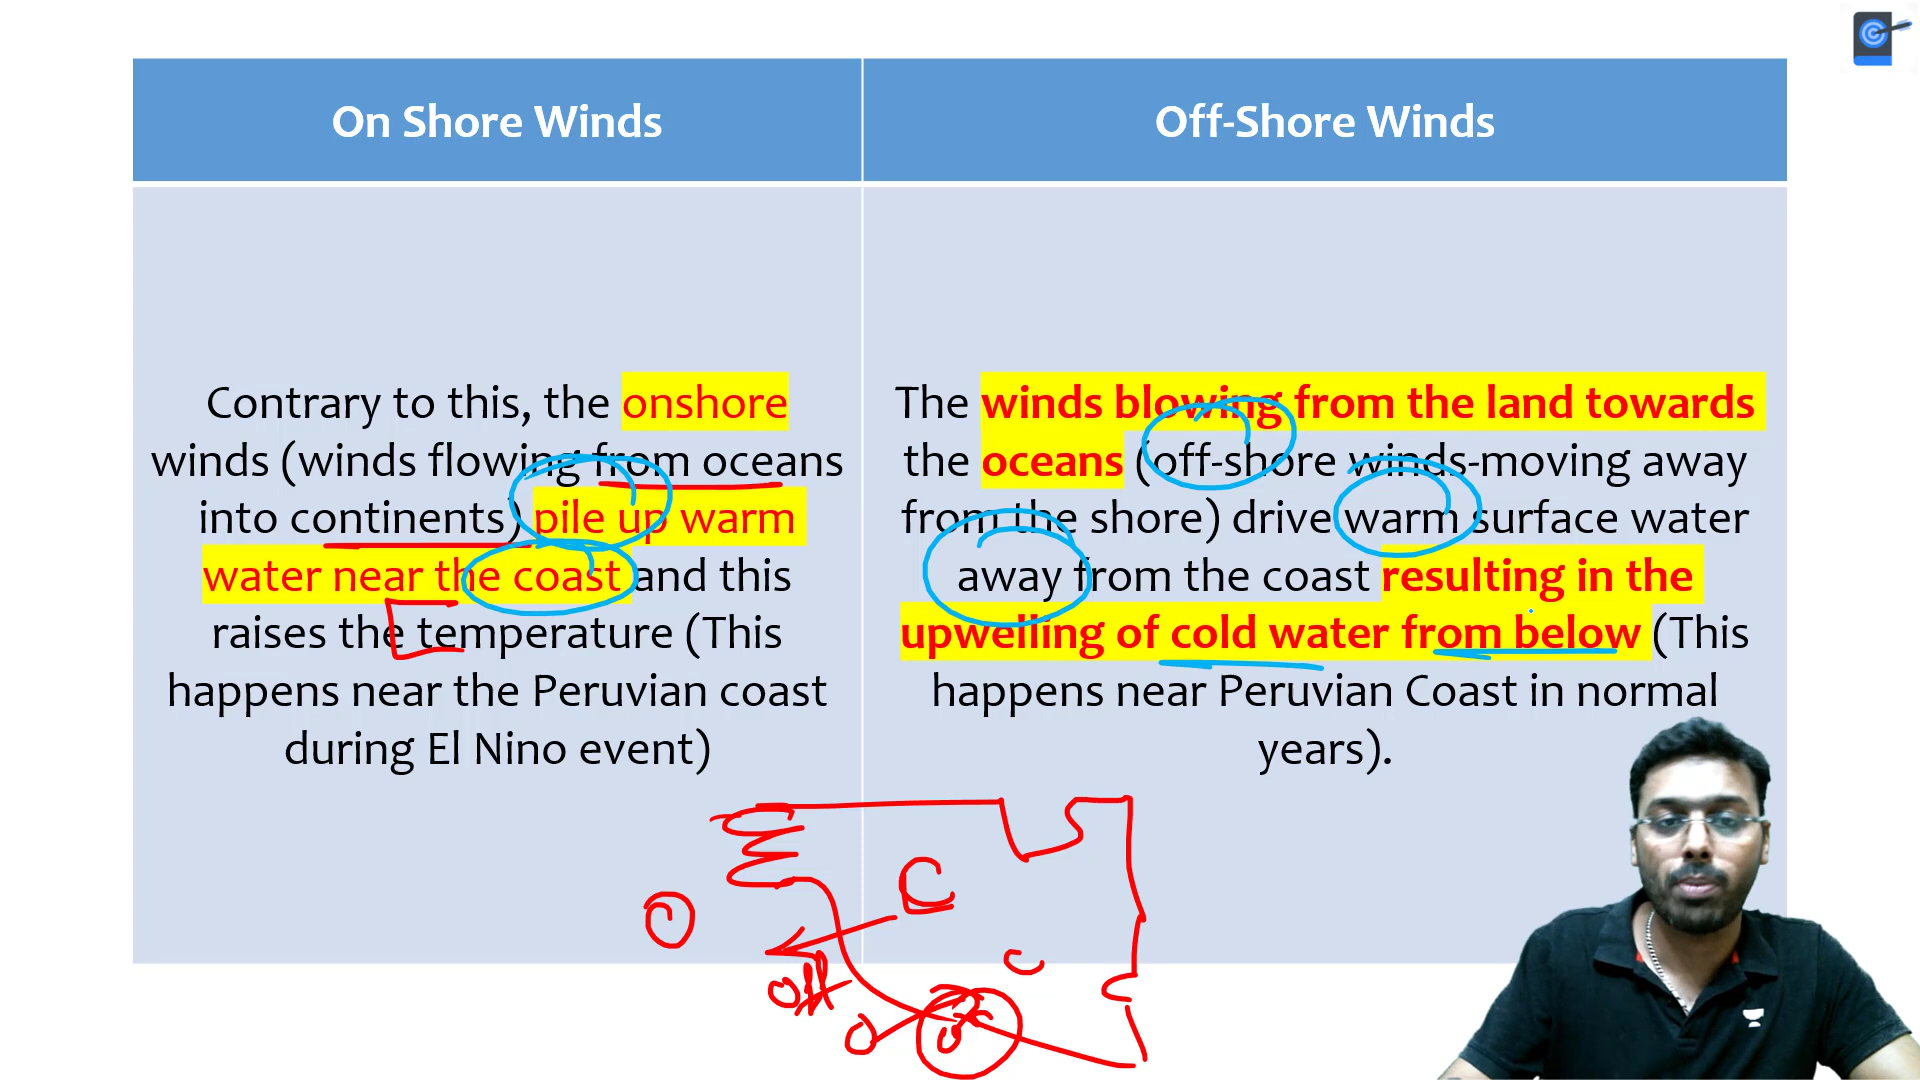 On Shore Winds
Off-Shore Winds
Contrary to this, the onshore
winds (winds flowing from oceans
into continents) pile up warm
water near the coast and this
raises the temperature (This
happens near the Peruvian coast
during El Nino event)
The winds blowing from the land towards
the oceans (off-shore winds-moving away
from the shore) drive warm surface water
away from the coast resulting in the
upwelling of cold water from below (This
happens near Peruvian Coast in normal
years).
C
O
C
off
O